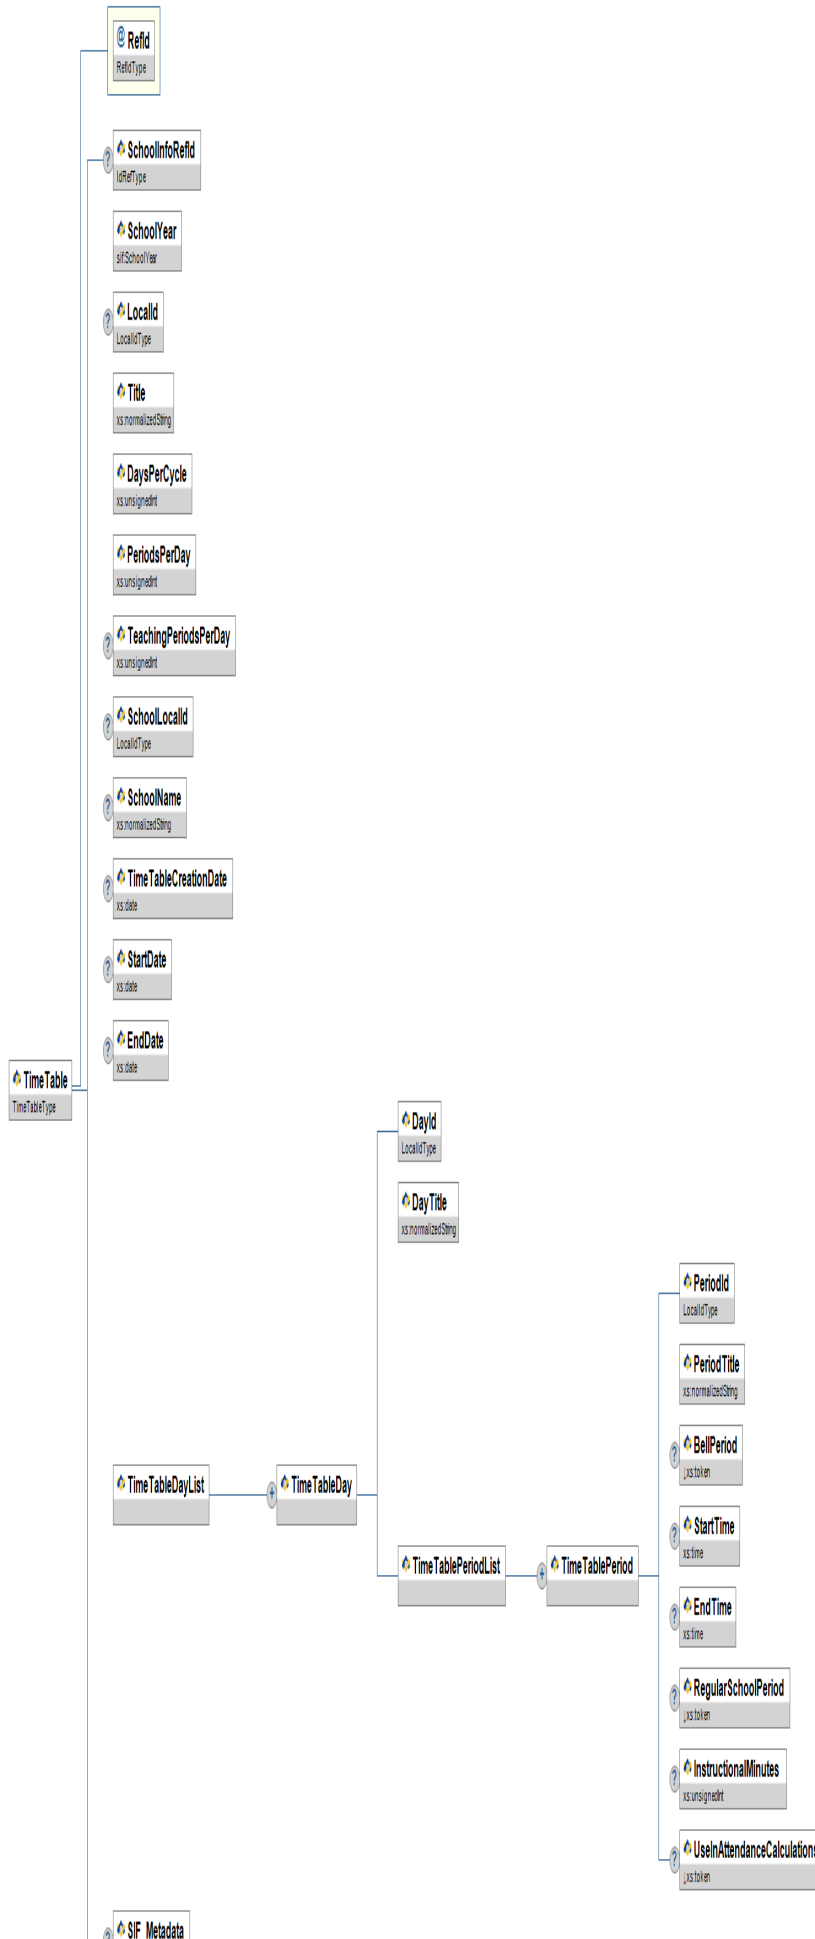 @ RefId
RefIdType
? SchoolInfoRefId
IdRefType
SchoolYear
sif:SchoolYear
? LocalId
LocalIdType
Title
xs:normalizedString
DaysPerCycle
xs:unsignedInt
PeriodsPerDay
xs:unsignedInt
? TeachingPeriodsPerDay
xs:unsignedInt
? SchoolLocalId
LocalIdType
? SchoolName
xs:normalizedString
? TimeTableCreationDate
xs:date
? StartDate
xs:date
? EndDate
xs:date
TimeTable
TimeTableType
DayId
LocalIdType
DayTitle
xs:normalizedString
PeriodId
LocalIdType
PeriodTitle
xs:normalizedString
? BellPeriod
xs:token
TimeTableDayList
+ TimeTableDay
? StartTime
xs:time
TimeTablePeriodList
+ TimeTablePeriod
? EndTime
xs:time
? RegularSchoolPeriod
xs:token
? InstructionalMinutes
xs:unsignedInt
? UseInAttendanceCalculations
xs:token
? SIF_Metadata